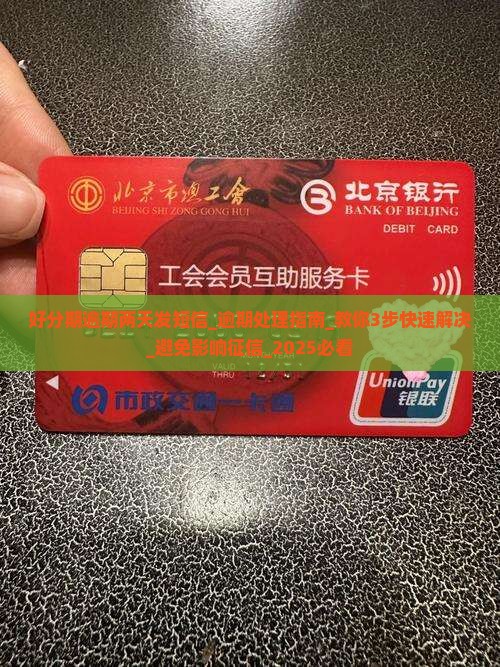 北京市总工会
BEIJING SHI ZONG GONG HUI
北京银行
BANK OF BEIJING
DEBIT CARD
工会会员互助服务卡
好分期逾期两天发短信_逾期处理指南_教你3步快速解决
_避免影响征信_2025必看
VALID
THRU
市政交通一卡通
UnionPay
银联